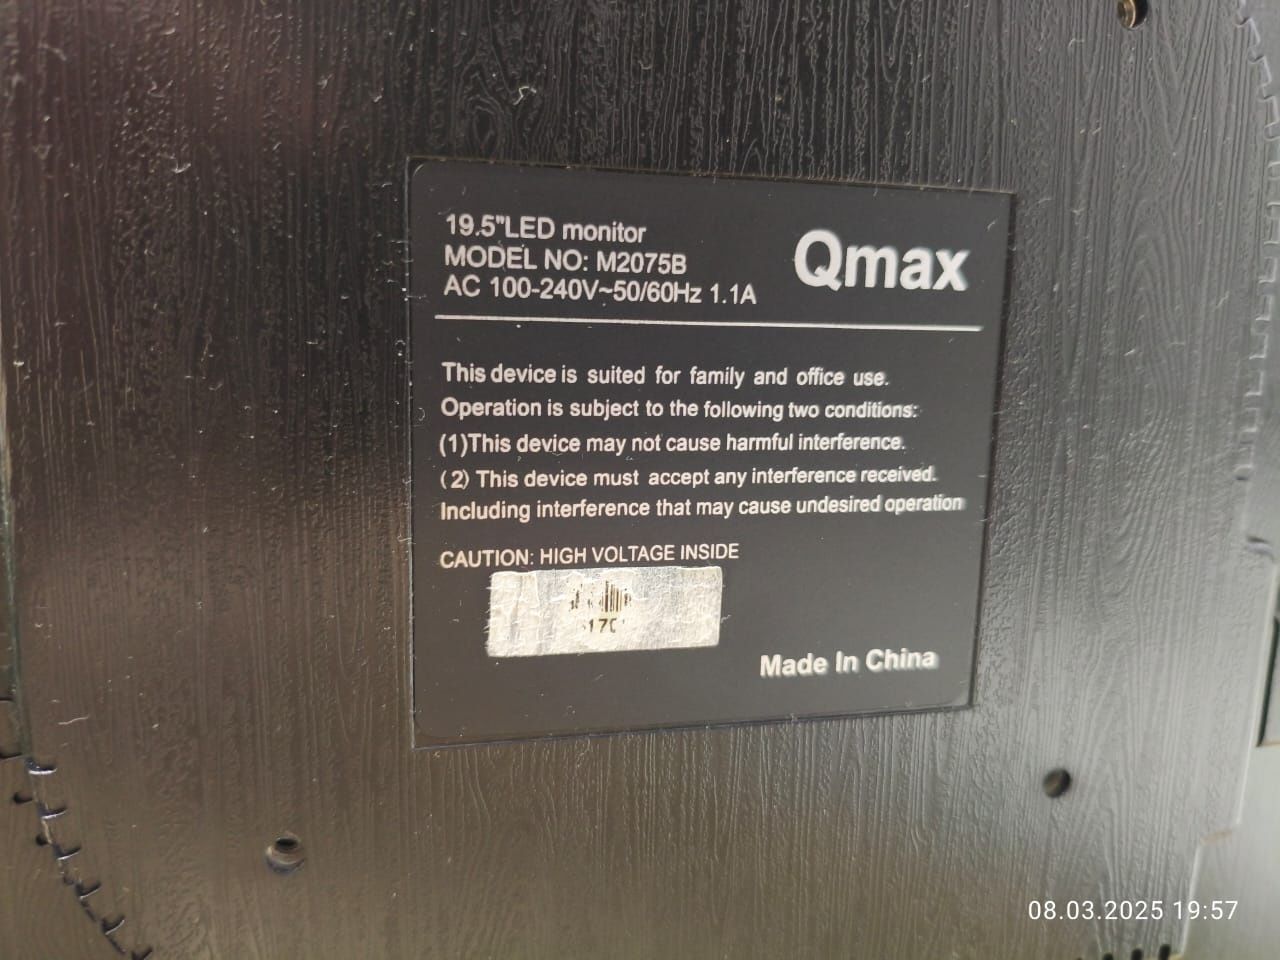 19.5"LED monitor
MODEL NO: M2075B
AC 100-240V~50/60Hz 1.1A
Qmax
This device is suited for family and office use.
Operation is subject to the following two conditions:
(1)This device may not cause harmful interference.
(2) This device must accept any interference received.
Including interference that may cause undesired operation
CAUTION: HIGH VOLTAGE INSIDE
Made In China
08.03.2025 19:57